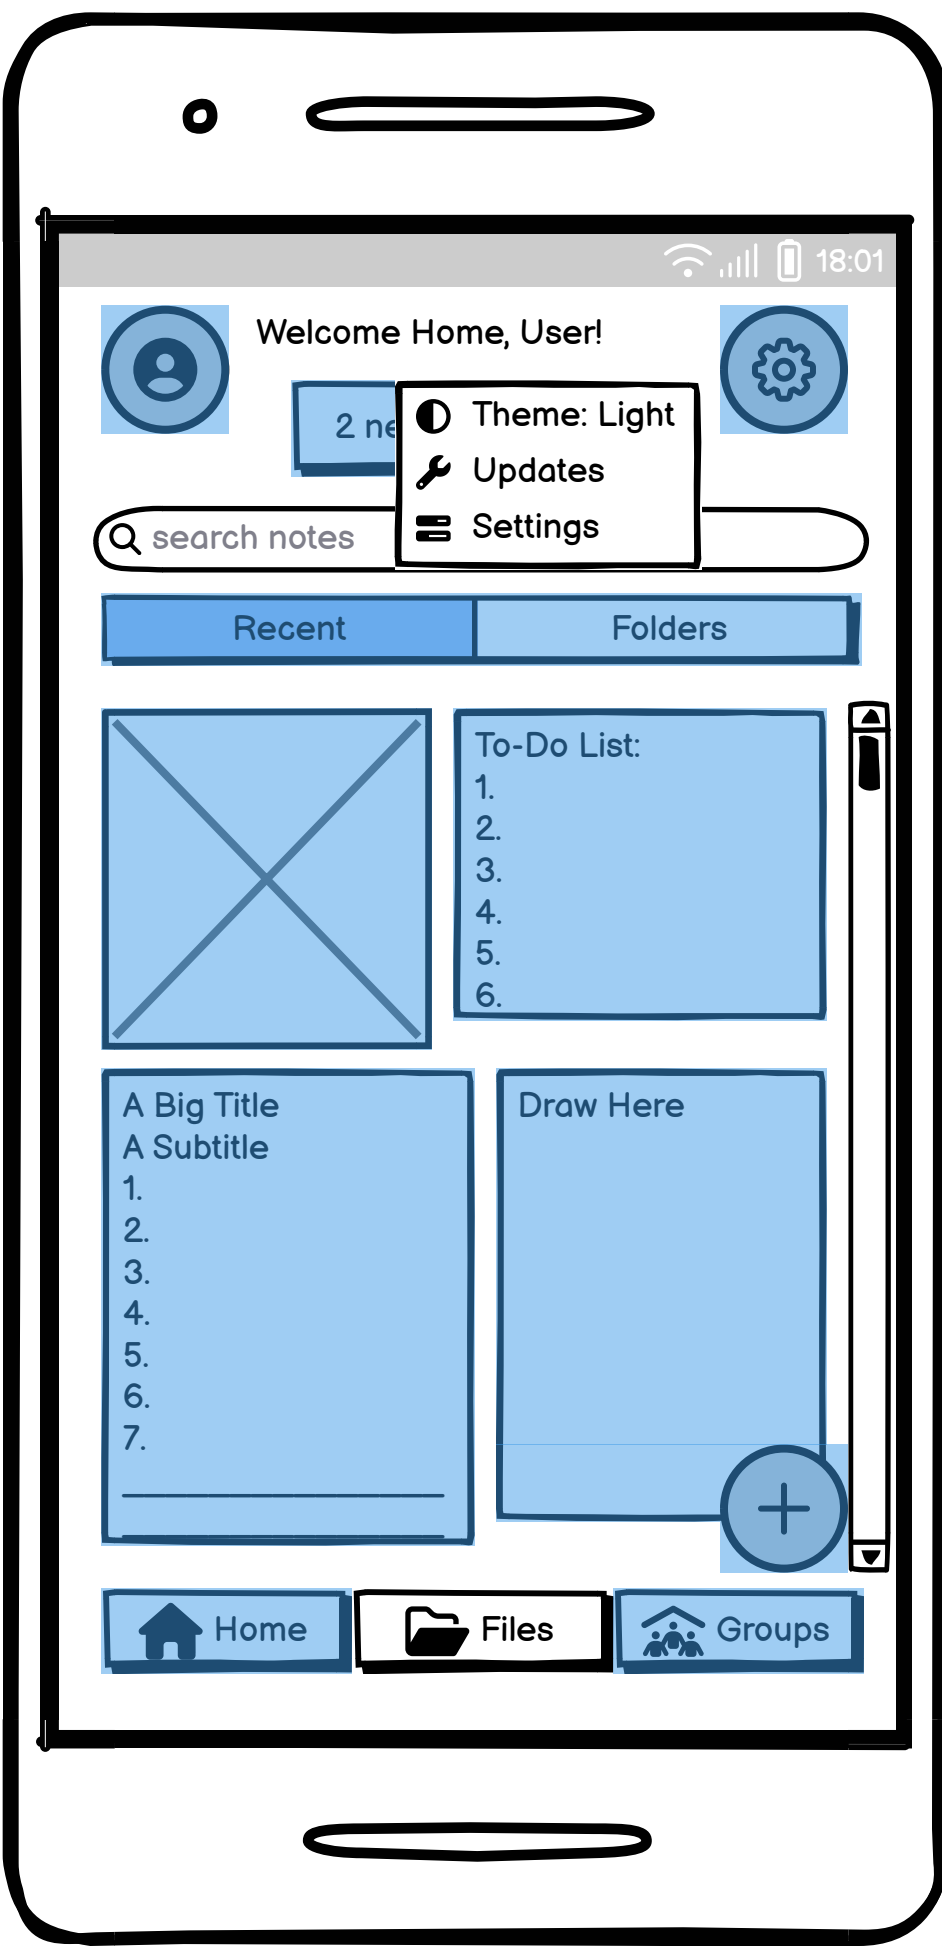 18:01
Welcome Home, User!
2 ne
Theme: Light
Updates
Settings
search notes
Recent
Folders
To-Do List:
1.
2.
3.
4.
5.
6.
A Big Title
A Subtitle
1.
2.
3.
4.
5.
6.
7.
Draw Here
Home
Files
Groups